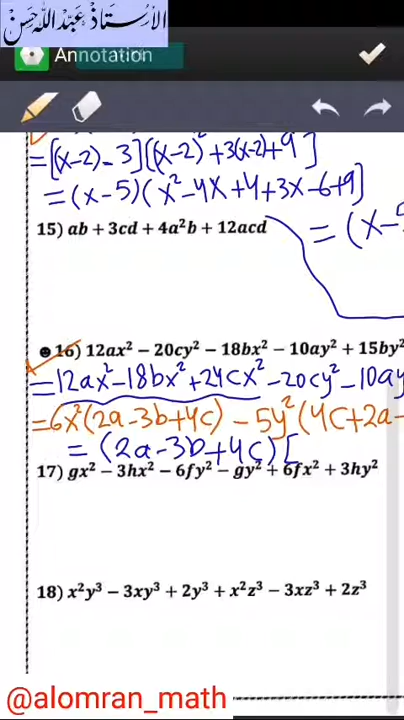 الأستاذ عبدالله حسن
Annotation
= [(x-2) - 3][(x-2)² + 3(x-2) + 9]
= (x-5)(x² - 4x + 4 + 3x - 6 + 9]
15) ab + 3cd + 4a²b + 12acd
= (x-5
☻16) 12ax² − 20cy² − 18bx² − 10ay² + 15by²
= 12ax² - 18bx² + 24cx² - 20cy² - 10ay
= 6x²(2a - 3b + 4c) - 5y²(4c + 2a -
= (2a - 3b + 4c)[
17) gx² − 3hx² − 6fy² − gy² + 6fx² + 3hy²
18) x²y³ − 3xy³ + 2y³ + x²z³ − 3xz³ + 2z³
@alomran_math